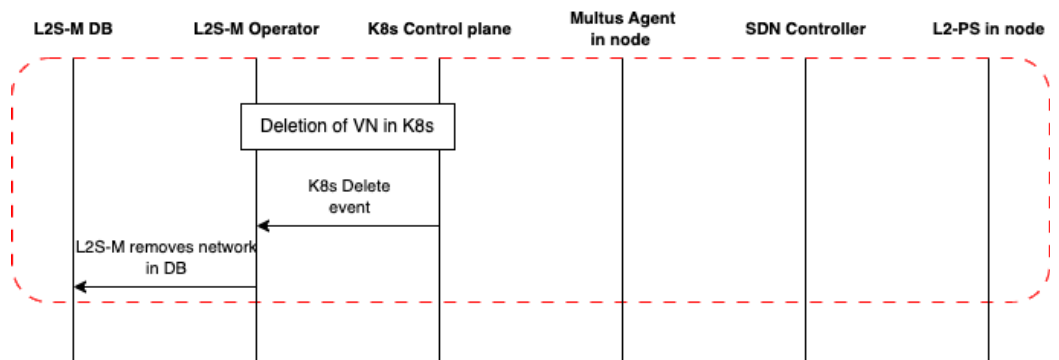 L2S-M DB
L2S-M Operator
K8s Control plane
Multus Agent
in node
SDN Controller
L2-PS in node
Deletion of VN in K8s
K8s Delete
event
L2S-M removes network
in DB